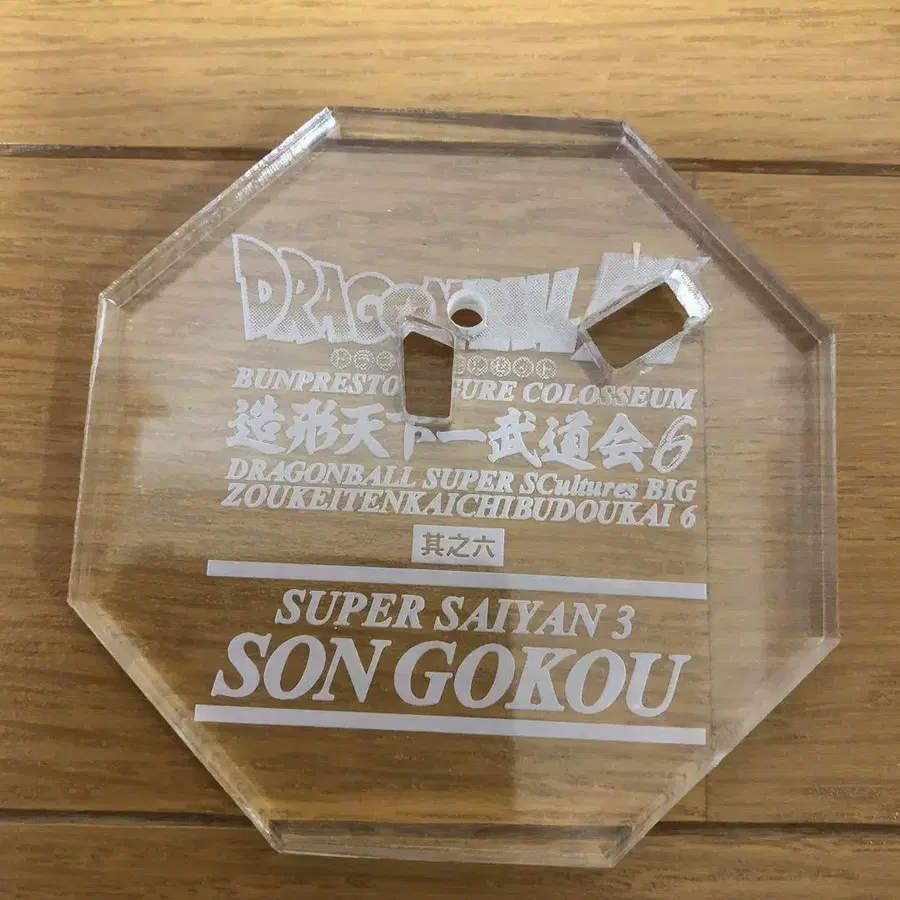 DRAGON
BUNPRESTO FIGURE COLOSSEUM
造形天下一武道会6
DRAGONBALL SUPER SCultures BIG
ZOUKEITENKAICHIBUDOUKAI 6
其之六
SUPER SAIYAN 3
SON GOKOU